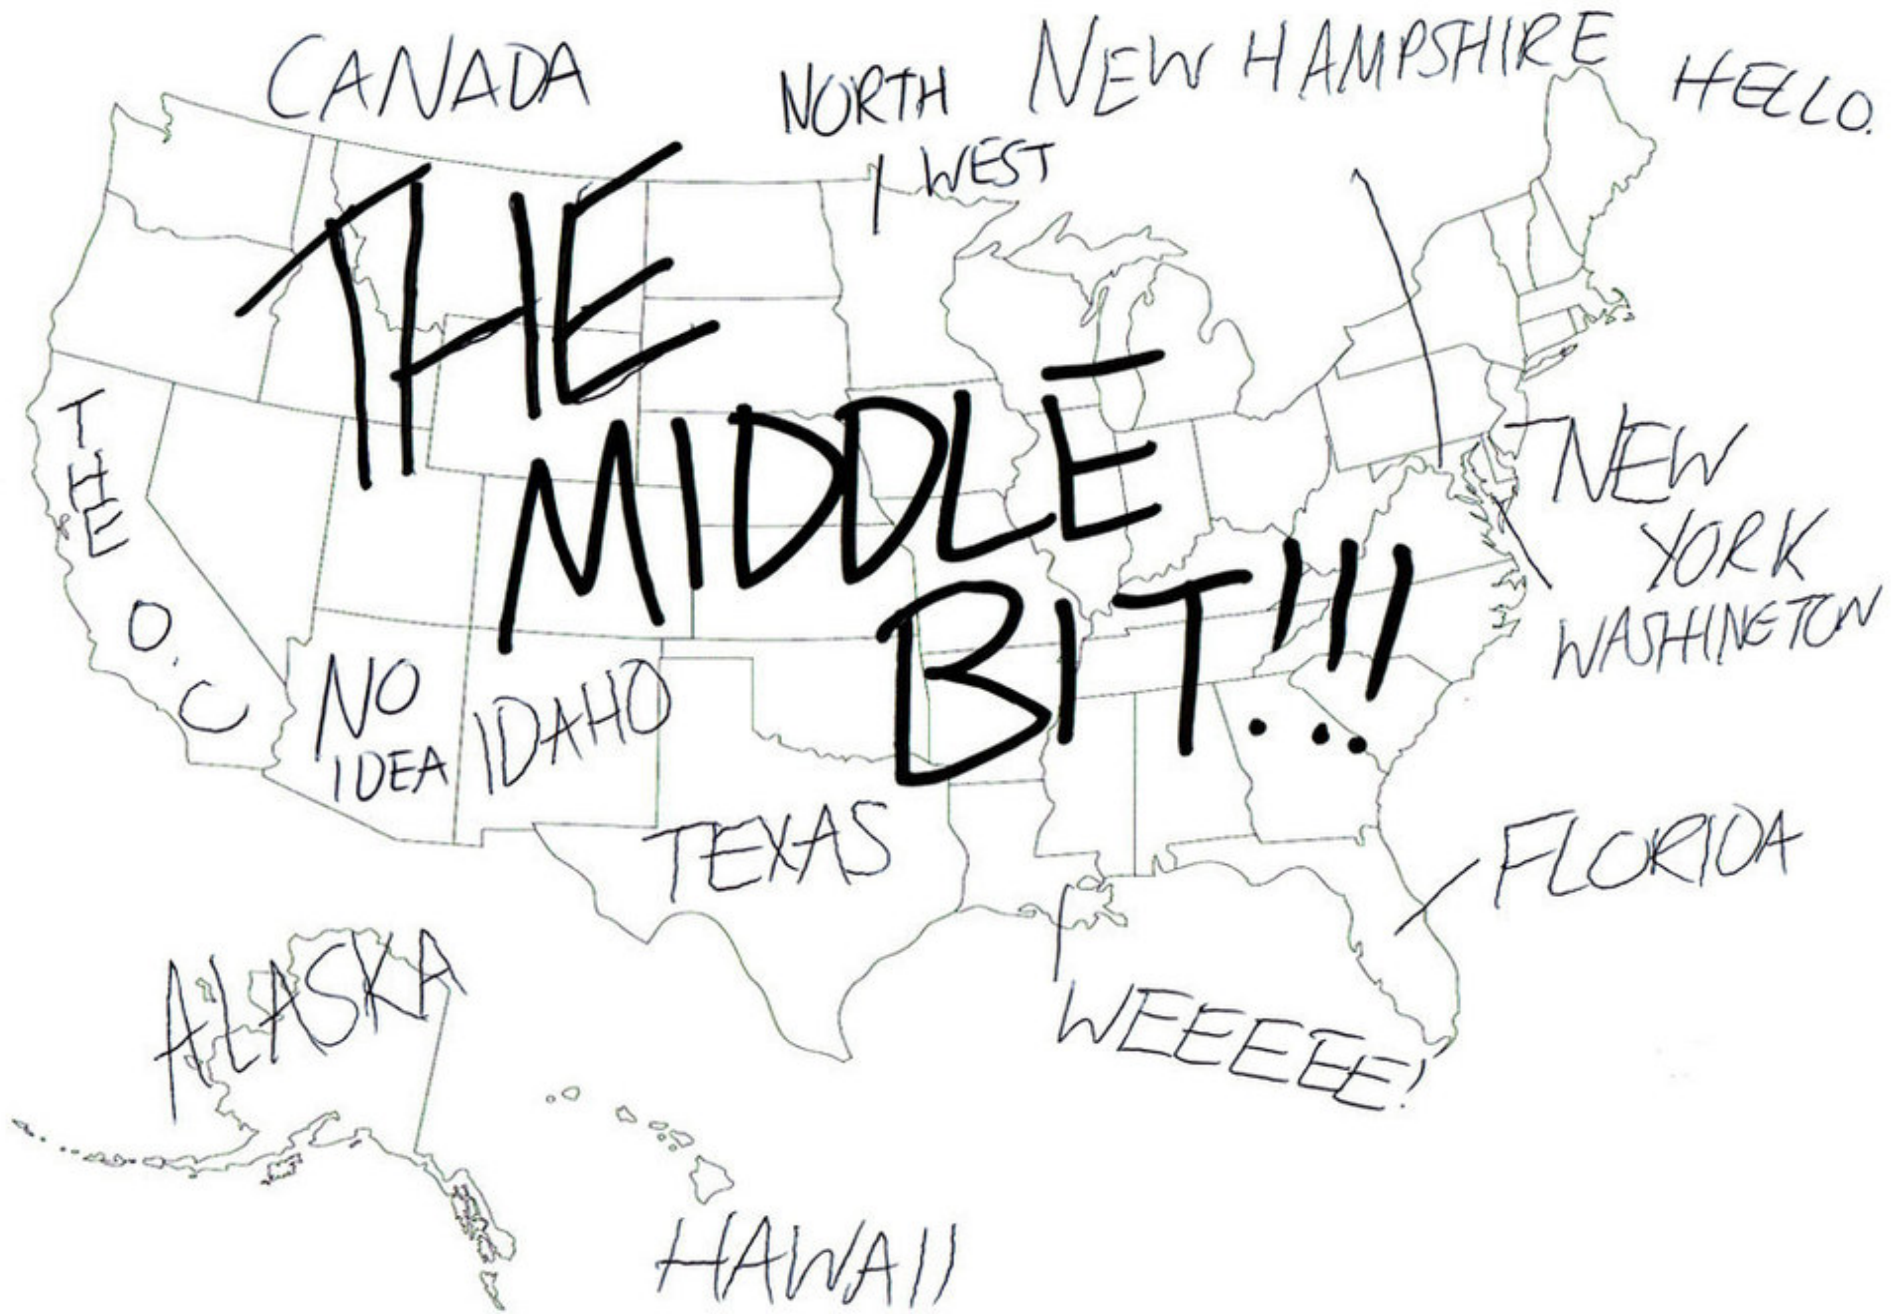 CANADA
NORTH
WEST
NEW HAMPSHIRE
HELLO.
THE
MIDDLE
BIT!!!
THE
O.C
NO
IDEA
IDAHO
TEXAS
NEW
YORK
WASHINGTON
FLORIDA
WEEEEEE!
ALASKA
HAWAII